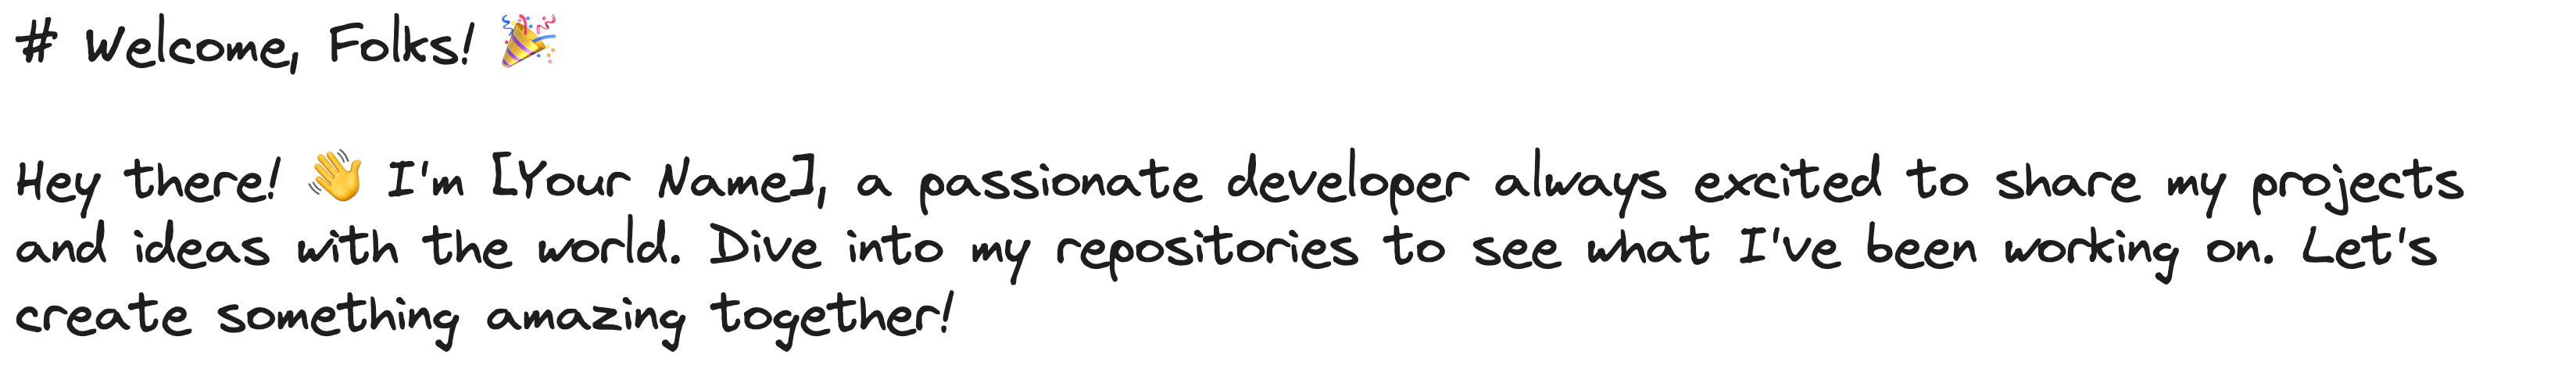 # Welcome, Folks! 🎉
Hey there! 👋 I'm [Your Name], a passionate developer always excited to share my projects
and ideas with the world. Dive into my repositories to see what I've been working on. Let's
create something amazing together!